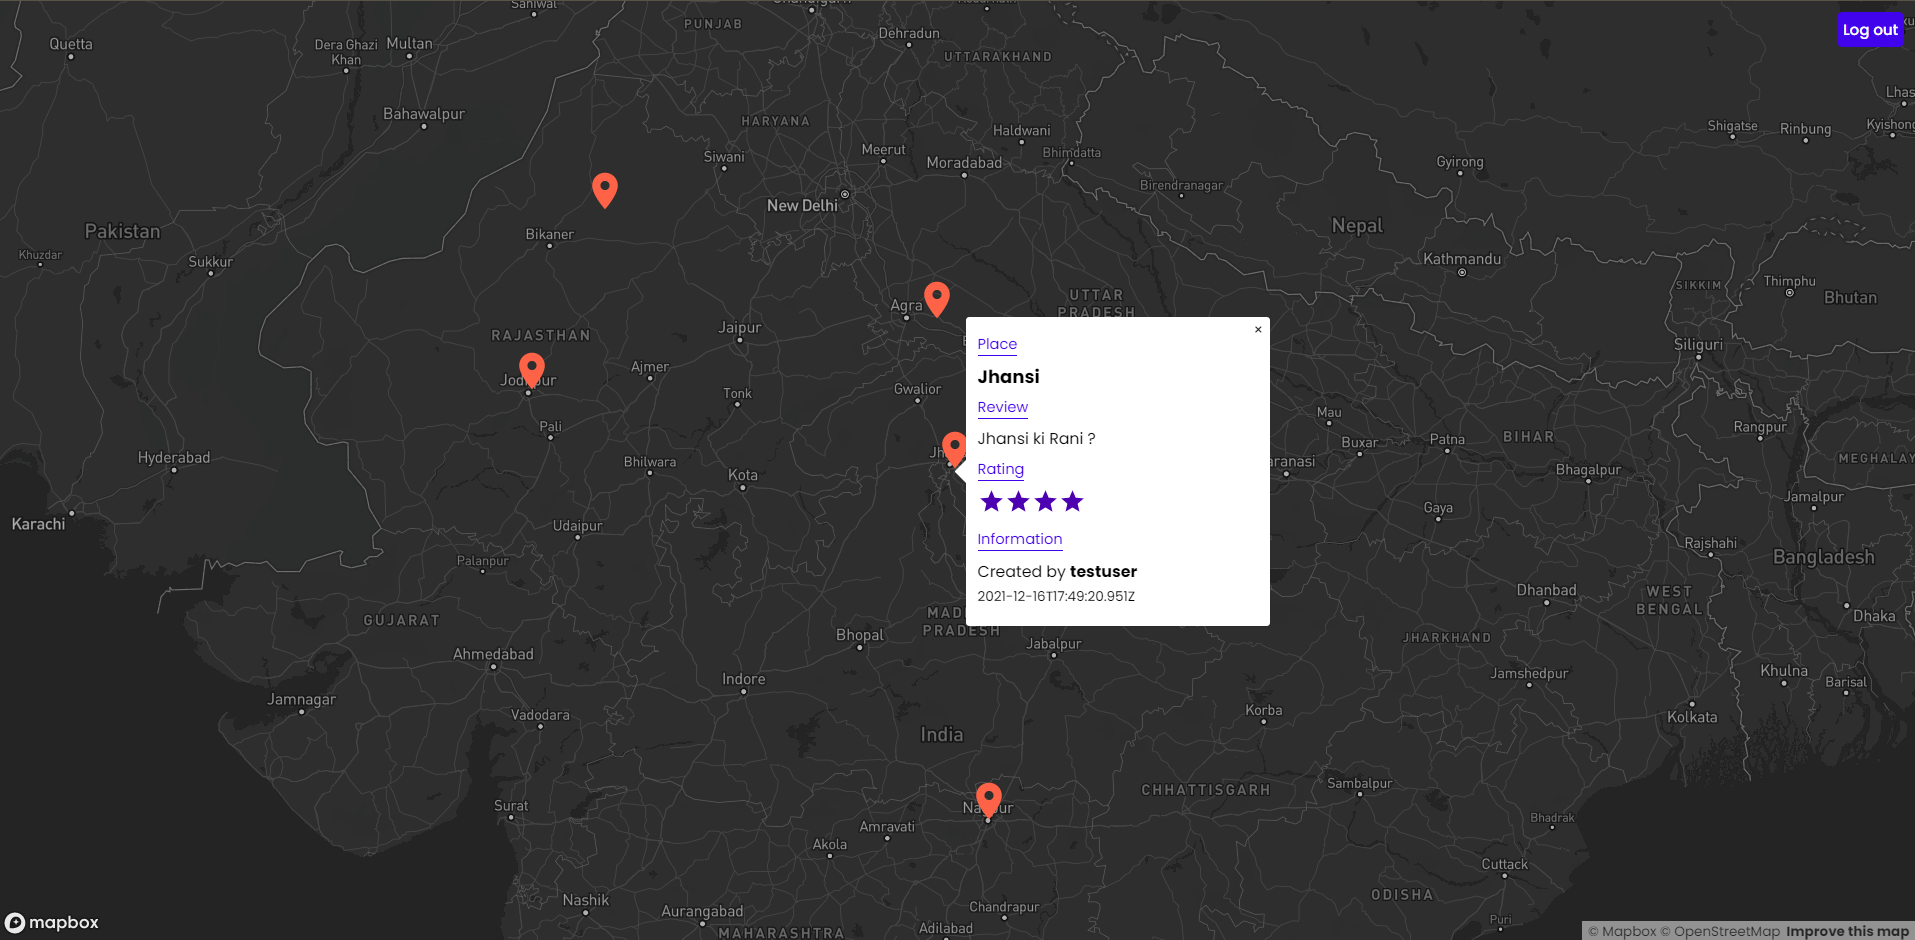 Saniwal
PUNJAB
Quetta
Dera Ghazi
Khan
Multan
Dehradun
UTTARAKHAND
Log out
Bahawalpur
HARYANA
Haldwani
Shigatse
Rinbung
Siwani
Meerut
Moradabad
Bhimdatta
Gyirong
Birendranagar
New Delhi
Pakistan
Bikaner
Nepal
Khuzdar
Sukkur
Kathmandu
SIKKIM
Thimphu
Bhutan
Agra
UTTAR
PRADESH
RAJASTHAN
Jaipur
Siliguri
Place
×
Jhansi
Review
Jhansi ki Rani ?
Rating
Information
Created by testuser
2021-12-16T17:49:20.951Z
Ajmer
Gwalior
Tonk
Pali
Mau
Buxar
Patna
BIHAR
Rangpur
Hyderabad
Bhilwara
Kota
aranasi
Bhagalpur
MEGHALAY
Jamalpur
Karachi
Udaipur
Gaya
Rajshahi
Bangladesh
Palanpur
Dhanbad
WEST
BENGAL
Dhaka
GUJARAT
MAD
PRADESH
Bhopal
Jabalpur
JHARKHAND
Ahmedabad
Indore
Jamshedpur
Khulna
Barisal
Jamnagar
Vadodara
Korba
Kolkata
India
Surat
CHHATTISGARH
Sambalpur
Amravati
Bhadrak
Akola
Cuttack
Nashik
Aurangabad
Chandrapur
ODISHA
Puri
Adilabad
MAHARASHTRA
mapbox
© Mapbox © OpenStreetMap Improve this map